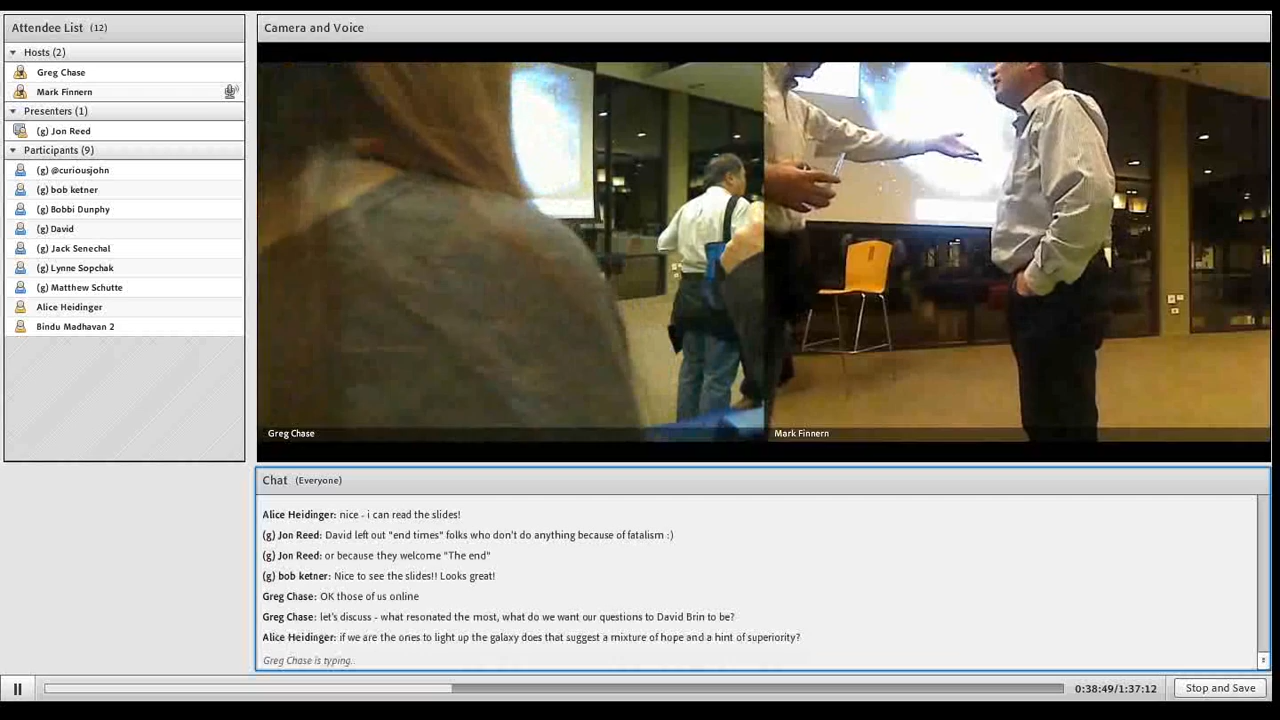 Attendee List (12)
Hosts (2)
Greg Chase
Mark Finnern
Presenters (1)
(g) Jon Reed
Participants (9)
(g) @curiousjohn
(g) bob ketner
(g) Bobbi Dunphy
(g) David
(g) Jack Senechal
(g) Lynne Sopchak
(g) Matthew Schutte
Alice Heidinger
Bindu Madhavan 2
Camera and Voice
Greg Chase
Mark Finnern
Chat (Everyone)
Alice Heidinger: nice - i can read the slides!
(g) Jon Reed: David left out "end times" folks who don't do anything because of fatalism :)
(g) Jon Reed: or because they welcome "The end"
(g) bob ketner: Nice to see the slides!! Looks great!
Greg Chase: OK those of us online
Greg Chase: let's discuss - what resonated the most, what do we want our questions to David Brin to be?
Alice Heidinger: if we are the ones to light up the galaxy does that suggest a mixture of hope and a hint of superiority?
Greg Chase is typing..
0:38:49/1:37:12
Stop and Save